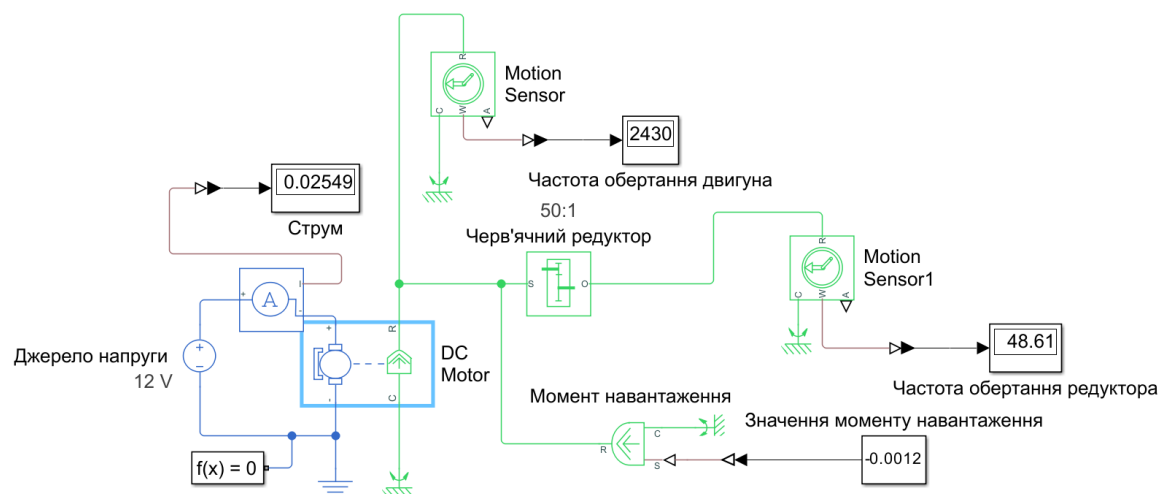 R
Motion
Sensor
C
W
A
2430
Частота обертання двигуна
0.02549
Струм
50:1
Черв'ячний редуктор
S
O
R
Motion
Sensor1
C
W
A
48.61
Частота обертання редуктора
+
A
I
-
Джерело напруги
12 V
+
−
+
R
DC
Motor
-
C
f(x) = 0
Момент навантаження
C
R
S
Значення моменту навантаження
-0.0012